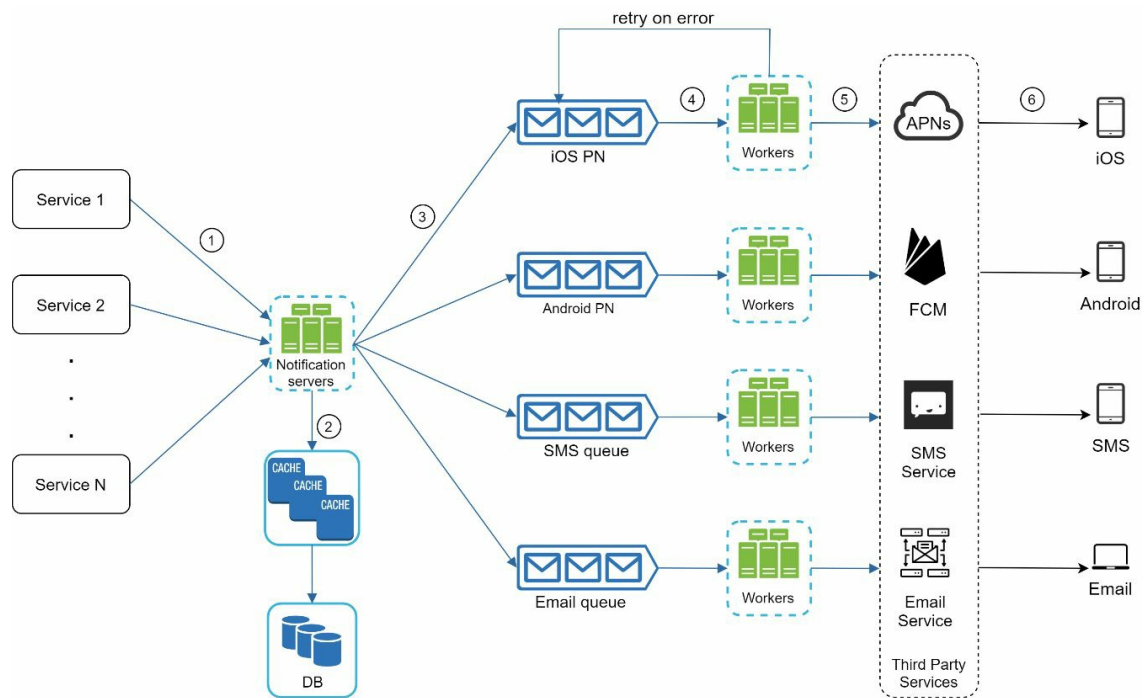 retry on error
4
5
6
iOS PN
Workers
APNs
iOS
Service 1
3
1
Service 2
Android PN
Workers
FCM
Android
Notification
servers
.
.
.
2
SMS queue
Workers
SMS
Service
SMS
Service N
CACHE
CACHE
CACHE
Email queue
Workers
Email
Service
Email
DB
Third Party
Services